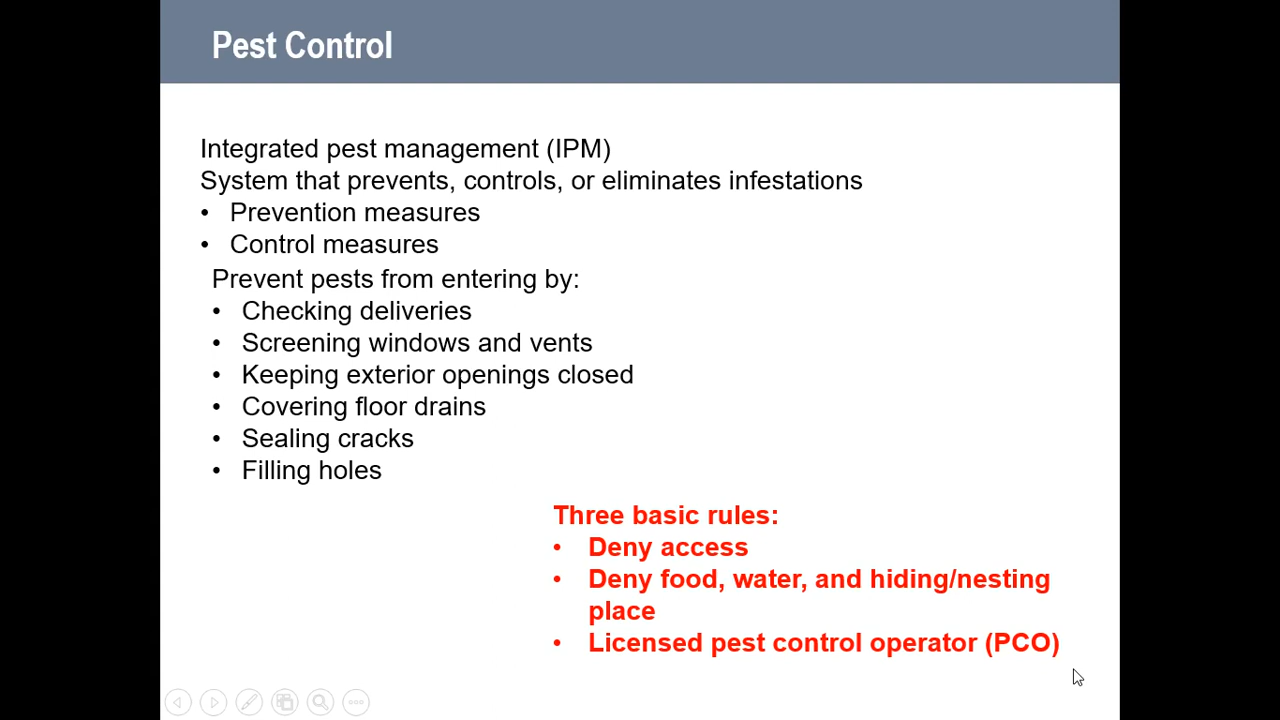 Pest Control
Integrated pest management (IPM)
System that prevents, controls, or eliminates infestations
• Prevention measures
• Control measures
Prevent pests from entering by:
• Checking deliveries
• Screening windows and vents
• Keeping exterior openings closed
• Covering floor drains
• Sealing cracks
• Filling holes
Three basic rules:
• Deny access
• Deny food, water, and hiding/nesting
place
• Licensed pest control operator (PCO)